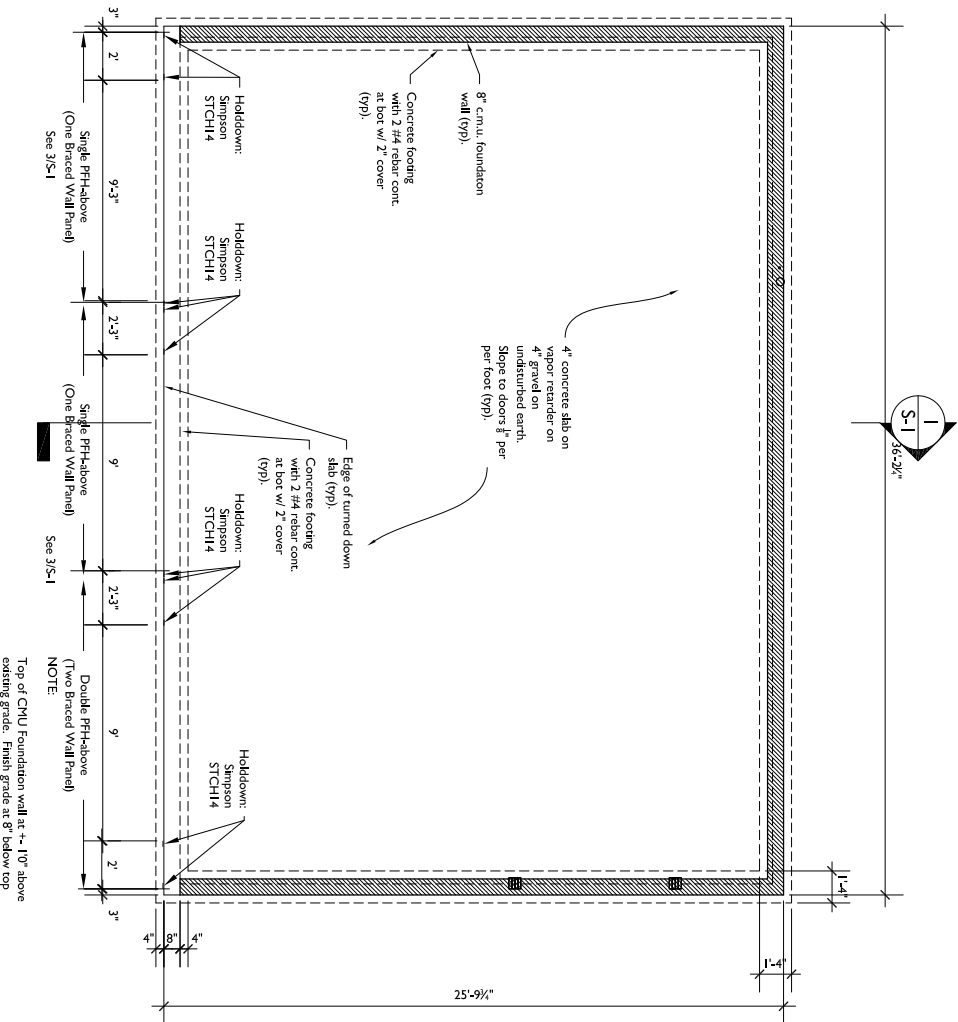 1
S-1
36'-2¼"
1'-4"
1'-4"
25'-9¾"
8" c.m.u. foundaton
wall (typ).
Concrete footing
with 2 #4 rebar cont.
at bot w/ 2" cover
(typ).
4" concrete slab on
vapor retarder on
4" gravel on
undisturbed earth.
Slope to doors ⅛" per
per foot (typ).
Edge of turned down
slab (typ).
Concrete footing
with 2 #4 rebar cont.
at bot w/ 2" cover
(typ).
Holddown:
Simpson
STCH14
Holddown:
Simpson
STCH14
Holddown:
Simpson
STCH14
Holddown:
Simpson
STCH14
4"
8"
4"
3"
2'
9'-3"
2'-3"
9'
2'-3"
9'
2'
3"
Single PFH-above
(One Braced Wall Panel)
See 3/S-1
Single PFH-above
(One Braced Wall Panel)
See 3/S-1
Double PFH-above
(Two Braced Wall Panel)
NOTE:
Top of CMU Foundation wall at +- 1'0" above
existing grade. Finish grade at 8" below top